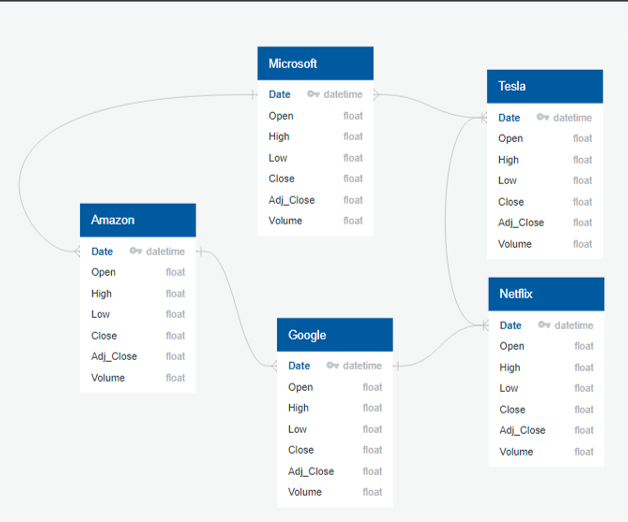 Microsoft
Date datetime
Open float
High float
Low float
Close float
Adj_Close float
Volume float
Tesla
Date datetime
Open float
High float
Low float
Close float
Adj_Close float
Volume float
Amazon
Date datetime
Open float
High float
Low float
Close float
Adj_Close float
Volume float
Netflix
Date datetime
Open float
High float
Low float
Close float
Adj_Close float
Volume float
Google
Date datetime
Open float
High float
Low float
Close float
Adj_Close float
Volume float